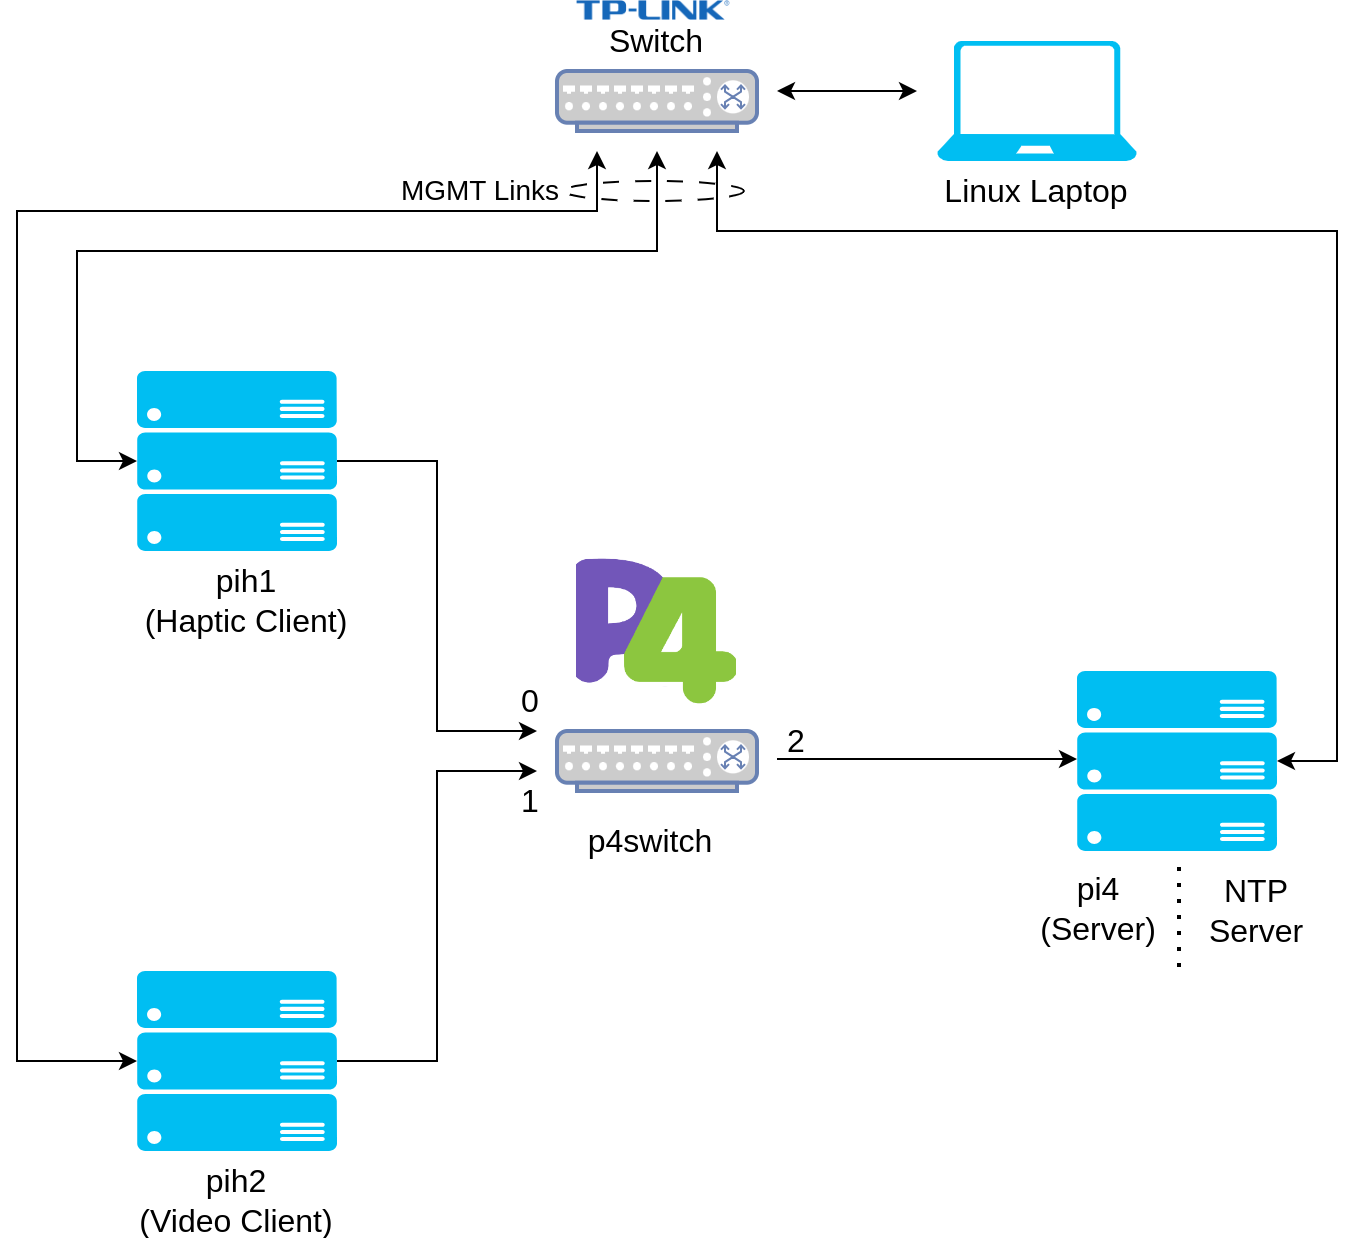 TP-LINK®
Switch
MGMT Links
Linux Laptop
pih1
(Haptic Client)
P4
0
2
1
p4switch
pi4
(Server)
NTP
Server
pih2
(Video Client)